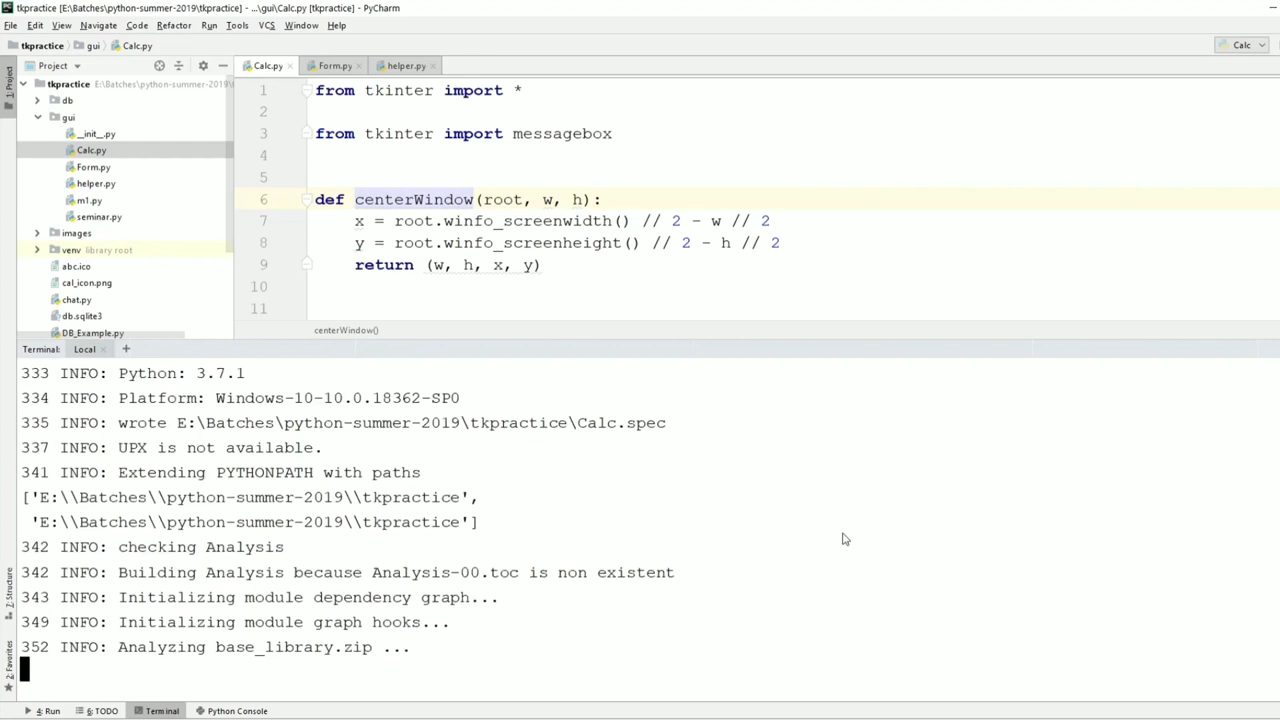 tkpractice [E:\Batches\python-summer-2019\tkpractice] - ...\gui\Calc.py [tkpractice] - PyCharm
File Edit View Navigate Code Refactor Run Tools VCS Window Help
tkpractice gui Calc.py Calc
1: Project
Project
Calc.py Form.py helper.py
tkpractice E:\Batches\python-summer-2019\
db
gui
__init__.py
Calc.py
Form.py
helper.py
m1.py
seminar.py
images
venv library root
abc.ico
cal_icon.png
chat.py
db.sqlite3
DB_Example.py
1 from tkinter import *
2
3 from tkinter import messagebox
4
5
6 def centerWindow(root, w, h):
7 x = root.winfo_screenwidth() // 2 - w // 2
8 y = root.winfo_screenheight() // 2 - h // 2
9 return (w, h, x, y)
10
11
centerWindow()
Terminal: Local +
333 INFO: Python: 3.7.1
334 INFO: Platform: Windows-10-10.0.18362-SP0
335 INFO: wrote E:\Batches\python-summer-2019\tkpractice\Calc.spec
337 INFO: UPX is not available.
341 INFO: Extending PYTHONPATH with paths
['E:\\Batches\\python-summer-2019\\tkpractice',
'E:\\Batches\\python-summer-2019\\tkpractice']
342 INFO: checking Analysis
342 INFO: Building Analysis because Analysis-00.toc is non existent
343 INFO: Initializing module dependency graph...
349 INFO: Initializing module graph hooks...
352 INFO: Analyzing base_library.zip ...
7: Structure
2: Favorites
4: Run 6: TODO Terminal Python Console